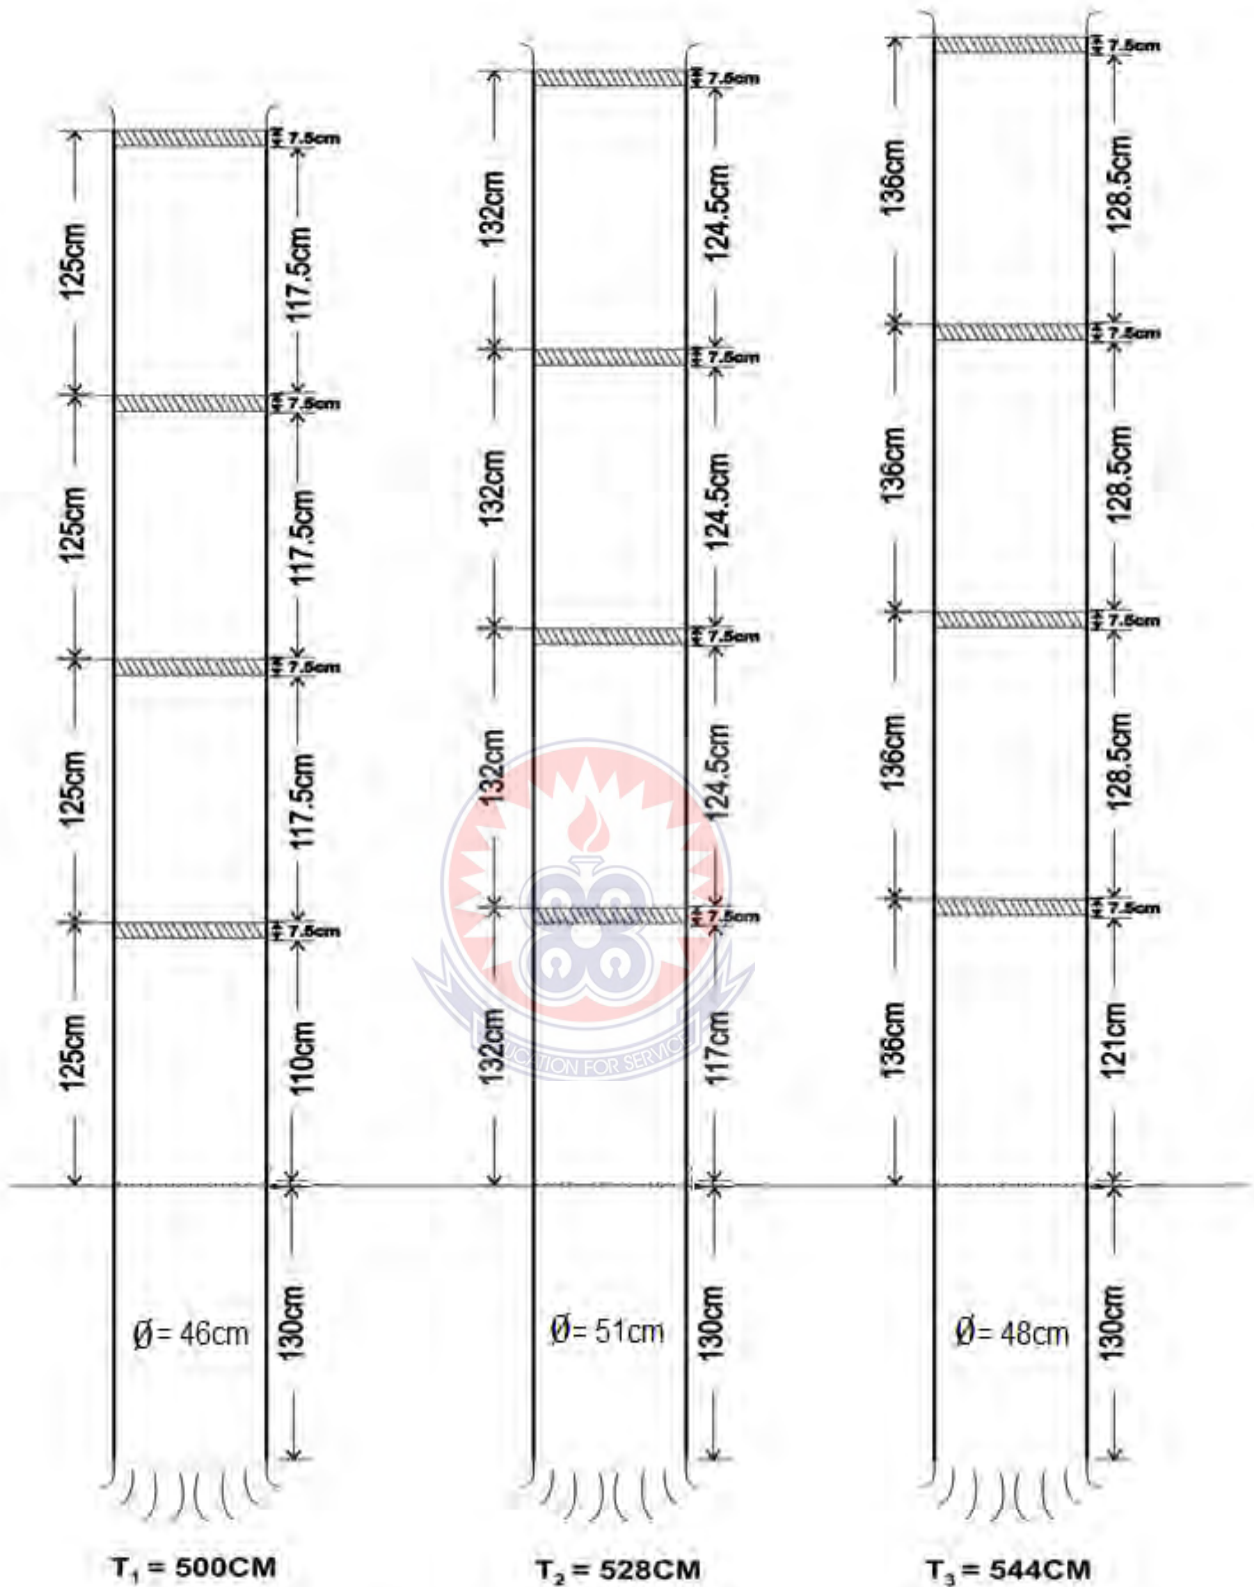 7.5cm
125cm
117.5cm
7.5cm
125cm
117.5cm
7.5cm
125cm
117.5cm
7.5cm
125cm
110cm
Ø = 46cm
130cm
T₁ = 500CM
7.5cm
132cm
124.5cm
7.5cm
132cm
124.5cm
7.5cm
132cm
124.5cm
7.5cm
132cm
117cm
Ø = 51cm
130cm
T₂ = 528CM
7.5cm
136cm
128.5cm
7.5cm
136cm
128.5cm
7.5cm
136cm
128.5cm
7.5cm
136cm
121cm
Ø = 48cm
130cm
T₃ = 544CM
EDUCATION FOR SERVICE